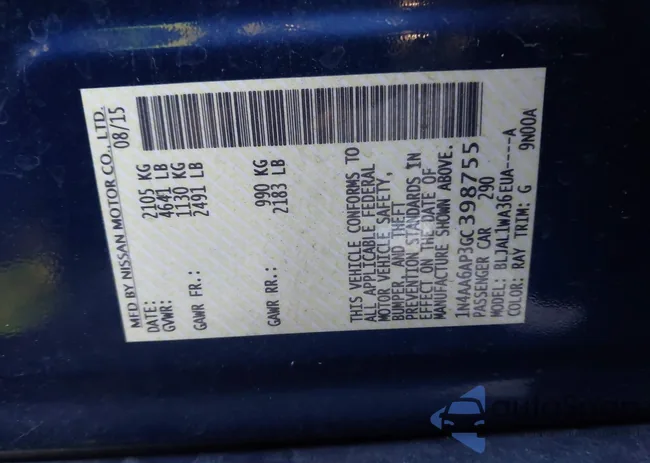 MFD BY NISSAN MOTOR CO., LTD.
DATE: 08/15
GVWR: 2105 KG
4641 LB
GAWR FR.: 1130 KG
2491 LB
GAWR RR.: 990 KG
2183 LB
THIS VEHICLE CONFORMS TO
ALL APPLICABLE FEDERAL
MOTOR VEHICLE SAFETY,
BUMPER, AND THEFT
PREVENTION STANDARDS IN
EFFECT ON THE DATE OF
MANUFACTURE SHOWN ABOVE.
1N4AA6AP3GC398755
PASSENGER CAR 290
MODEL: BLJAL1WA36EUA----A
COLOR: RAY TRIM: G 9N00A